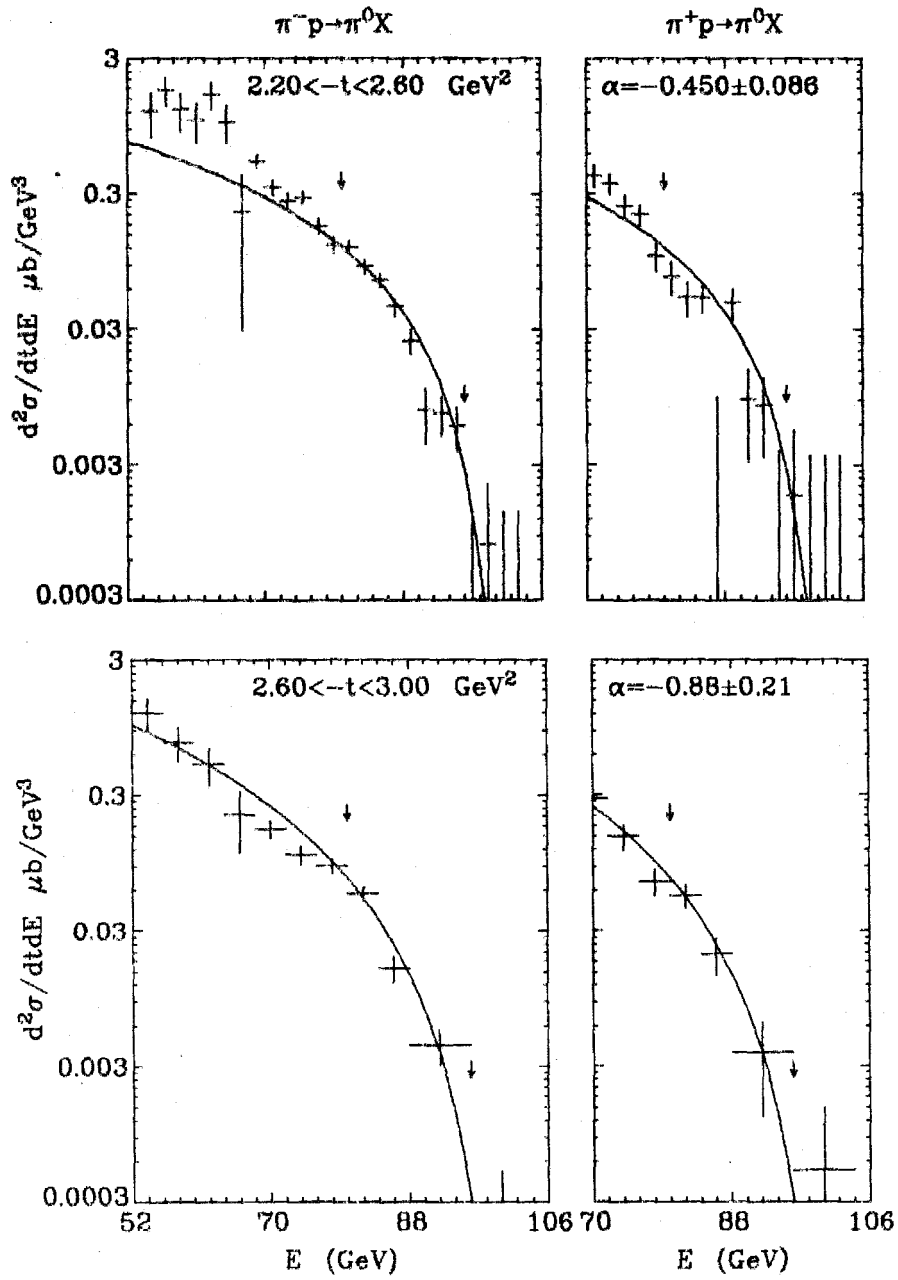 π⁻p→π⁰X
π⁺p→π⁰X
3
2.20<-t<2.60 GeV²
α=-0.450±0.086
0.3
0.03
0.003
0.0003
d²σ/dtdE μb/GeV³
3
2.60<-t<3.00 GeV²
α=-0.88±0.21
0.3
0.03
0.003
0.0003
d²σ/dtdE μb/GeV³
52 70 88 106 70 88 106
E (GeV)
E (GeV)